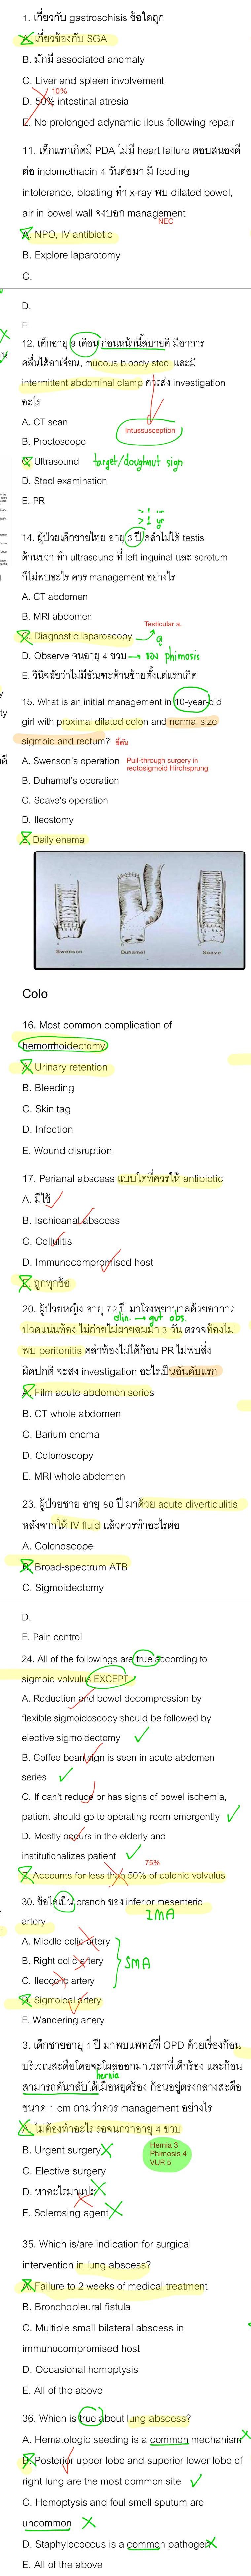 1. เกี่ยวกับ gastroschisis ข้อใดถูก
A. เกี่ยวข้องกับ SGA
B. มักมี associated anomaly
C. Liver and spleen involvement
10%
D. 50% intestinal atresia
E. No prolonged adynamic ileus following repair
11. เด็กแรกเกิดมี PDA ไม่มี heart failure ตอบสนองดี
ต่อ indomethacin 4 วันต่อมา มี feeding
intolerance, bloating ทำ x-ray พบ dilated bowel,
air in bowel wall จงบอก management
NEC
A. NPO, IV antibiotic
B. Explore laparotomy
C.
D.
E
12. เด็กอายุ 9 เดือน ก่อนหน้านี้สบายดี มีอาการ
คลื่นไส้อาเจียน, mucous bloody stool และมี
intermittent abdominal clamp ควรส่ง investigation
อะไร
A. CT scan
Intussusception
B. Proctoscope
C. Ultrasound
target/doughnut sign
D. Stool examination
E. PR
> 1 yr
14. ผู้ป่วยเด็กชายไทย อายุ 3 ปี คลำไม่ได้ testis
ด้านขวา ทำ ultrasound ที่ left inguinal และ scrotum
ก็ไม่พบอะไร ควร management อย่างไร
A. CT abdomen
B. MRI abdomen
Testicular a.
C. Diagnostic laparoscopy → ดู
D. Observe จนอายุ 4 ขวบ → ของ phimosis
E. วินิจฉัยว่าไม่มีอัณฑะด้านซ้ายตั้งแต่แรกเกิด
15. What is an initial management in 10-year-old
girl with proximal dilated colon and normal size
sigmoid and rectum?
ขี้ตัน
A. Swenson's operation
Pull-through surgery in
rectosigmoid Hirchsprung
B. Duhamel's operation
C. Soave's operation
D. Ileostomy
E. Daily enema
Swenson
Duhamel
Soave
Colo
16. Most common complication of
hemorrhoidectomy
A. Urinary retention
B. Bleeding
C. Skin tag
D. Infection
E. Wound disruption
17. Perianal abscess แบบใดที่ควรให้ antibiotic
A. มีไข้
B. Ischioanal abscess
C. Cellulitis
D. Immunocompromised host
E. ถูกทุกข้อ
20. ผู้ป่วยหญิง อายุ 72 ปี มาโรงพยาบาลด้วยอาการ
clin. → gut obs.
ปวดแน่นท้อง ไม่ถ่ายไม่ผายลมมา 3 วัน ตรวจท้องไม่
พบ peritonitis คลำท้องไม่ได้ก้อน PR ไม่พบสิ่ง
ผิดปกติ จะส่ง investigation อะไรเป็นอันดับแรก
A. Film acute abdomen series
B. CT whole abdomen
C. Barium enema
D. Colonoscopy
E. MRI whole abdomen
23. ผู้ป่วยชาย อายุ 80 ปี มาด้วย acute diverticulitis
หลังจากให้ IV fluid แล้วควรทำอะไรต่อ
A. Colonoscope
B. Broad-spectrum ATB
C. Sigmoidectomy
D.
E. Pain control
24. All of the followings are true according to
sigmoid volvulus EXCEPT
A. Reduction and bowel decompression by
flexible sigmoidoscopy should be followed by
elective sigmoidectomy
B. Coffee bean sign is seen in acute abdomen
series
C. If can't reduce or has signs of bowel ischemia,
patient should go to operating room emergently
D. Mostly occurs in the elderly and
institutionalizes patient
75%
E. Accounts for less than 50% of colonic volvulus
30. ข้อใดเป็น branch ของ inferior mesenteric
artery
IMA
A. Middle colic artery
B. Right colic artery
SMA
C. Ileocolic artery
D. Sigmoidal artery
E. Wandering artery
3. เด็กชายอายุ 1 ปี มาพบแพทย์ที่ OPD ด้วยเรื่องก้อน
บริเวณสะดือโดยจะโผล่ออกมาเวลาที่เด็กร้อง และก้อน
hernia
สามารถดันกลับได้เมื่อหยุดร้อง ก้อนอยู่ตรงกลางสะดือ
ขนาด 1 cm ถามว่าควร management อย่างไร
A. ไม่ต้องทำอะไร รอจนกว่าอายุ 4 ขวบ
B. Urgent surgery
Hernia 3
Phimosis 4
VUR 5
C. Elective surgery
D. หาอะไรมาแปะ
E. Sclerosing agent
35. Which is/are indication for surgical
intervention in lung abscess?
A. Failure to 2 weeks of medical treatment
B. Bronchopleural fistula
C. Multiple small bilateral abscess in
immunocompromised host
D. Occasional hemoptysis
E. All of the above
36. Which is true about lung abscess?
A. Hematologic seeding is a common mechanism
B. Posterior upper lobe and superior lower lobe of
right lung are the most common site
C. Hemoptysis and foul smell sputum are
uncommon
D. Staphylococcus is a common pathogen
E. All of the above